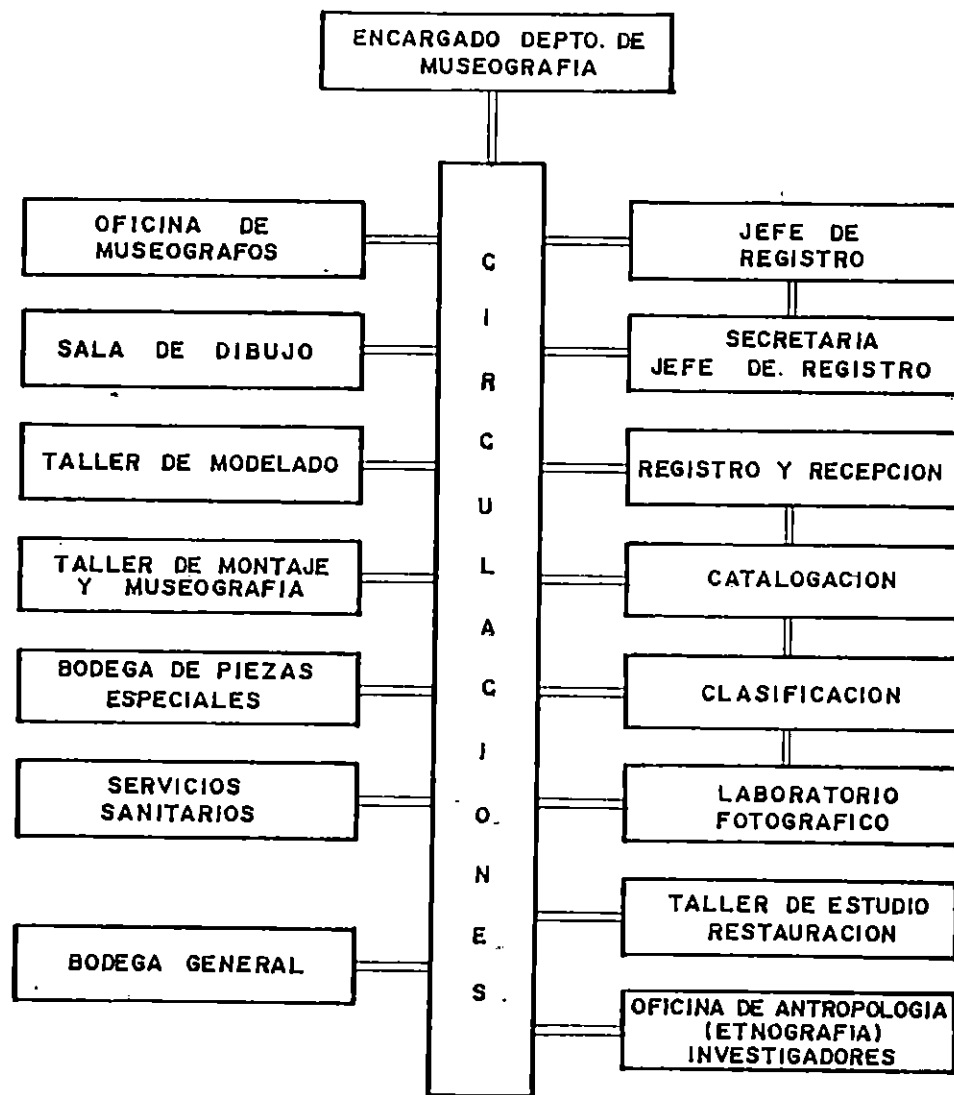 ENCARGADO DEPTO. DE
MUSEOGRAFIA
OFICINA DE
MUSEOGRAFOS
SALA DE DIBUJO
TALLER DE MODELADO
TALLER DE MONTAJE
Y MUSEOGRAFIA
BODEGA DE PIEZAS
ESPECIALES
SERVICIOS
SANITARIOS
BODEGA GENERAL
CIRCULACIONES
JEFE DE
REGISTRO
SECRETARIA
JEFE DE. REGISTRO
REGISTRO Y RECEPCION
CATALOGACION
CLASIFICACION
LABORATORIO
FOTOGRAFICO
TALLER DE ESTUDIO
RESTAURACION
OFICINA DE ANTROPOLOGIA
(ETNOGRAFIA)
INVESTIGADORES